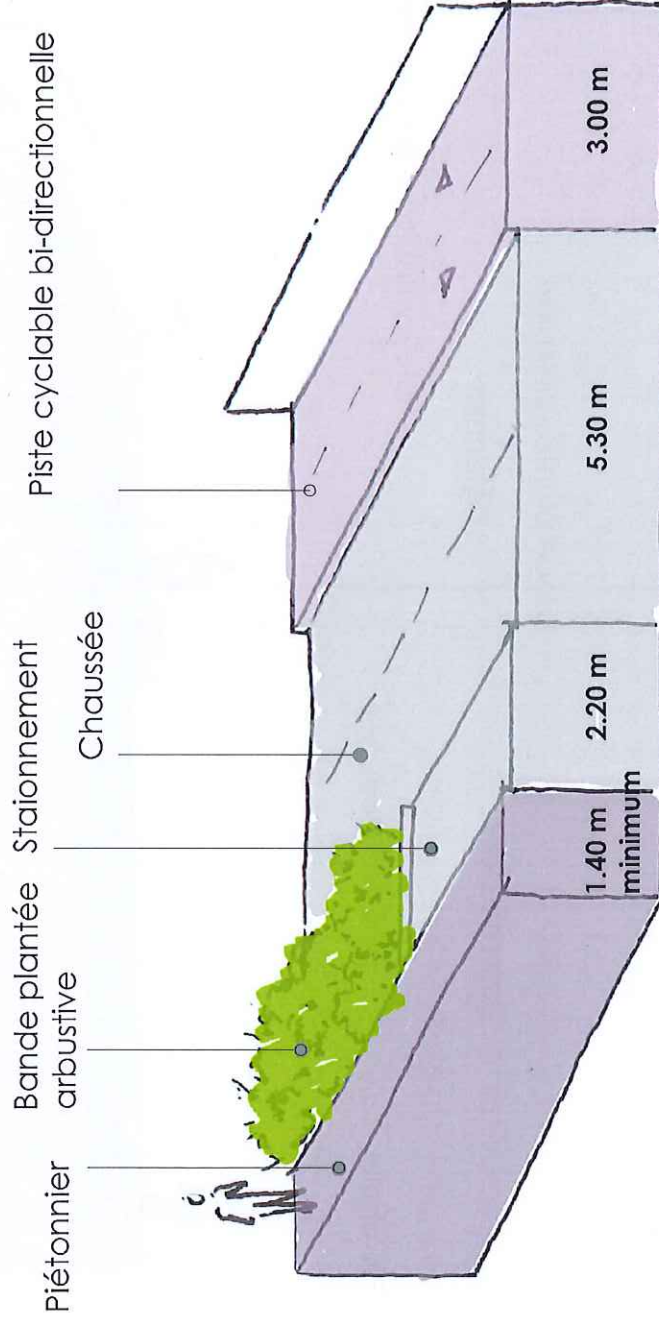 Piétonnier
Bande plantée
arbustive
Staionnement
Chaussée
Piste cyclable bi-directionnelle
1.40 m
minimum
2.20 m
5.30 m
3.00 m